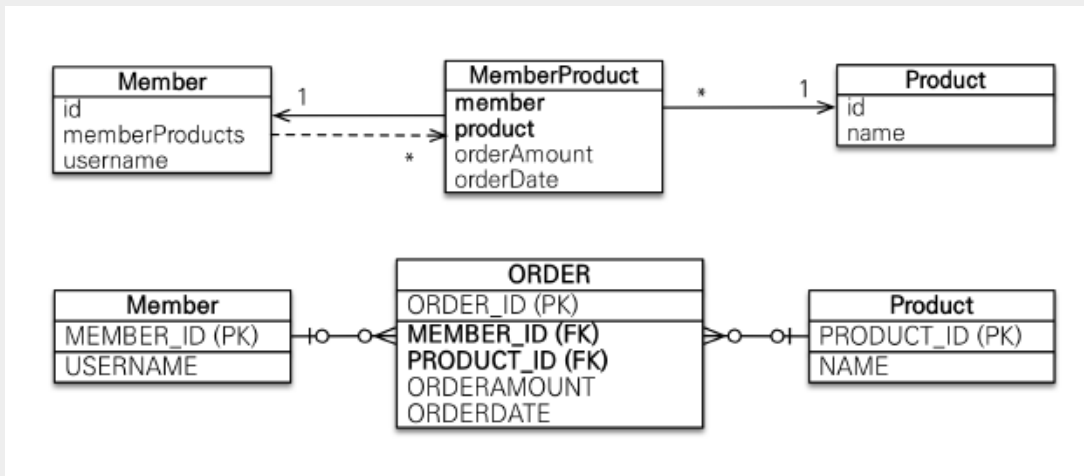 Member
id
memberProducts
username
1
*
MemberProduct
member
product
orderAmount
orderDate
*
1
Product
id
name
Member
MEMBER_ID (PK)
USERNAME
ORDER
ORDER_ID (PK)
MEMBER_ID (FK)
PRODUCT_ID (FK)
ORDERAMOUNT
ORDERDATE
Product
PRODUCT_ID (PK)
NAME